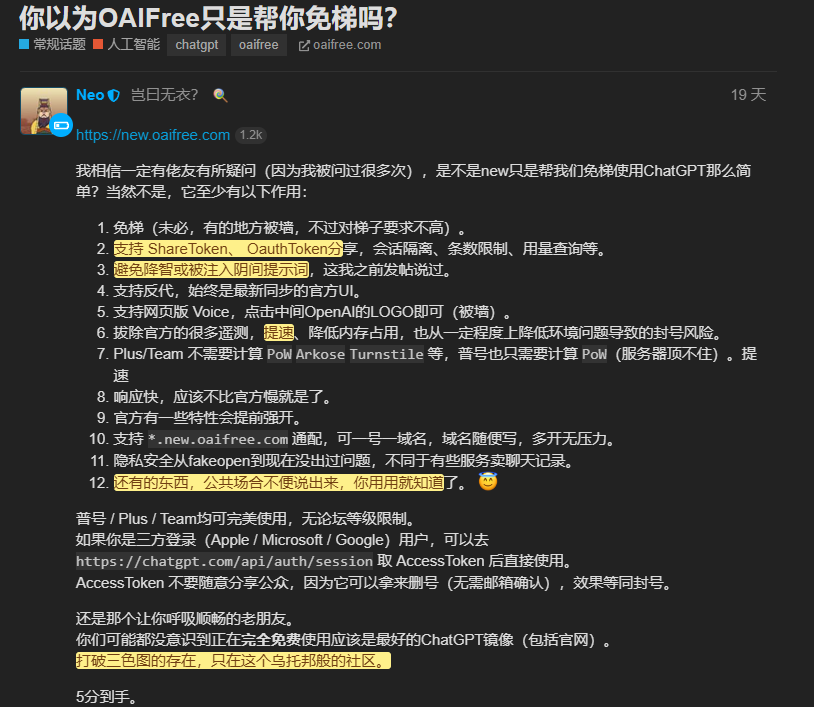 你以为OAIFree只是帮你免梯吗？
常规话题 人工智能 chatgpt oaifree oaifree.com
Neo 岂曰无衣？ 19 天
https://new.oaifree.com 1.2k
我相信一定有佬友有所疑问（因为我被问过很多次），是不是new只是帮我们免梯使用ChatGPT那么简
单？当然不是，它至少有以下作用：
1. 免梯（未必，有的地方被墙，不过对梯子要求不高）。
2. 支持 ShareToken、 OauthToken分享，会话隔离、条数限制、用量查询等。
3. 避免降智或被注入阴间提示词，这我之前发帖说过。
4. 支持反代，始终是最新同步的官方UI。
5. 支持网页版 Voice，点击中间OpenAI的LOGO即可（被墙）。
6. 拔除官方的很多遥测，提速、降低内存占用，也从一定程度上降低环境问题导致的封号风险。
7. Plus/Team 不需要计算 PoW Arkose Turnstile 等，普号也只需要计算 PoW（服务器顶不住）。提
速
8. 响应快，应该不比官方慢就是了。
9. 官方有一些特性会提前强开。
10. 支持 *.new.oaifree.com 通配，可一号一域名，域名随便写，多开无压力。
11. 隐私安全从fakeopen到现在没出过问题，不同于有些服务卖聊天记录。
12. 还有的东西，公共场合不便说出来，你用用就知道了。 😇
普号 / Plus / Team均可完美使用，无论坛等级限制。
如果你是三方登录（Apple / Microsoft / Google）用户，可以去
https://chatgpt.com/api/auth/session 取 AccessToken 后直接使用。
AccessToken 不要随意分享公众，因为它可以拿来删号（无需邮箱确认），效果等同封号。
还是那个让你呼吸顺畅的老朋友。
你们可能都没意识到正在完全免费使用应该是最好的ChatGPT镜像（包括官网）。
打破三色图的存在，只在这个乌托邦般的社区。
5分到手。